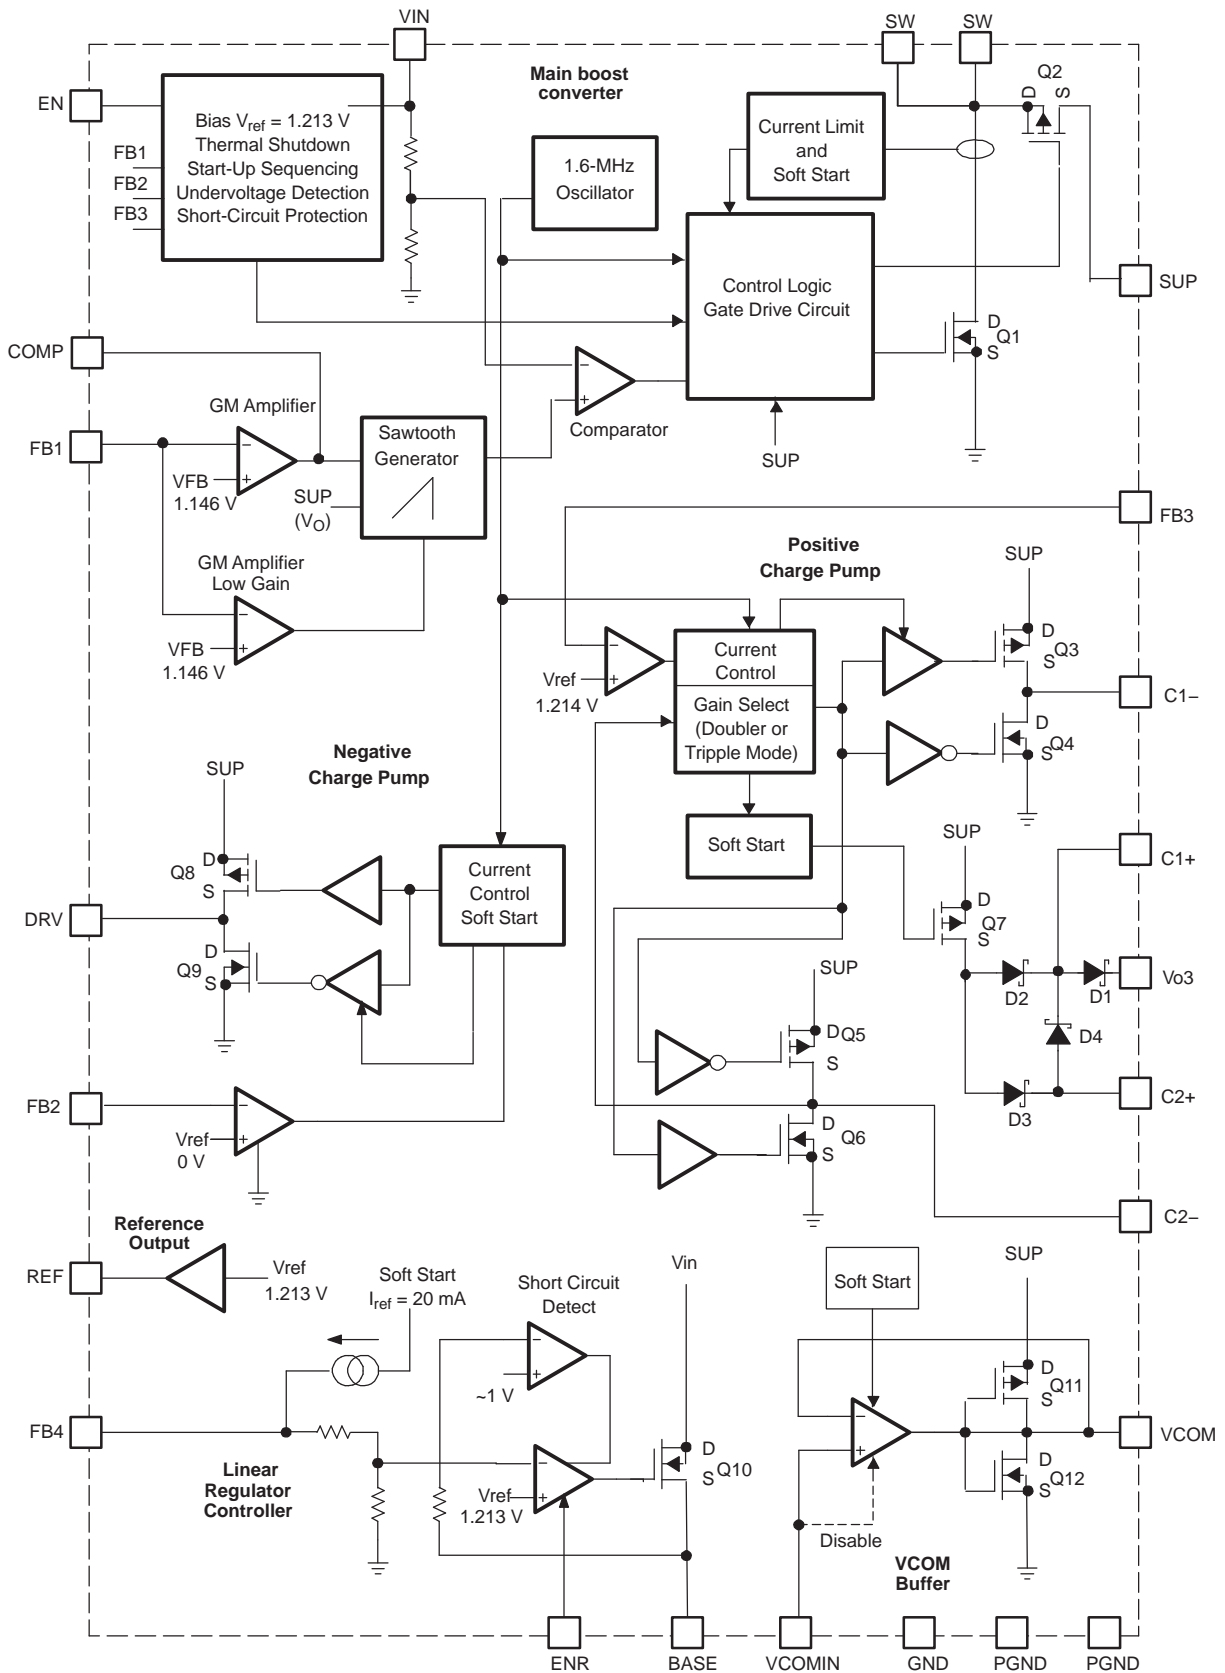 VIN
SW
SW
Main boost
converter
Q2
D
S
EN
Bias Vref = 1.213 V
Thermal Shutdown
Start-Up Sequencing
Undervoltage Detection
Short-Circuit Protection
FB1
FB2
FB3
1.6-MHz
Oscillator
Current Limit
and
Soft Start
Control Logic
Gate Drive Circuit
SUP
D
Q1
S
COMP
GM Amplifier
FB1
−
+
VFB
1.146 V
Sawtooth
Generator
SUP
(VO)
−
+
Comparator
SUP
FB3
GM Amplifier
Low Gain
−
+
VFB
1.146 V
Positive
Charge Pump
SUP
−
+
Vref
1.214 V
Current
Control
Gain Select
(Doubler or
Tripple Mode)
D
Q3
S
C1−
D
Q4
S
Negative
Charge Pump
SUP
Soft Start
SUP
C1+
D
Q8
S
Current
Control
Soft Start
DRV
D
Q9
S
D
Q7
S
SUP
D2
D1
Vo3
D
Q5
S
D4
D3
C2+
FB2
−
+
Vref
0 V
D
Q6
S
C2−
Reference
Output
REF
Vref
1.213 V
Soft Start
Iref = 20 mA
Short Circuit
Detect
−
+
~1 V
Vin
Soft Start
SUP
D
Q11
S
FB4
Linear
Regulator
Controller
−
+
Vref
1.213 V
D
Q10
S
−
+
VCOM
D
Q12
S
Disable
VCOM
Buffer
ENR
BASE
VCOMIN
GND
PGND
PGND